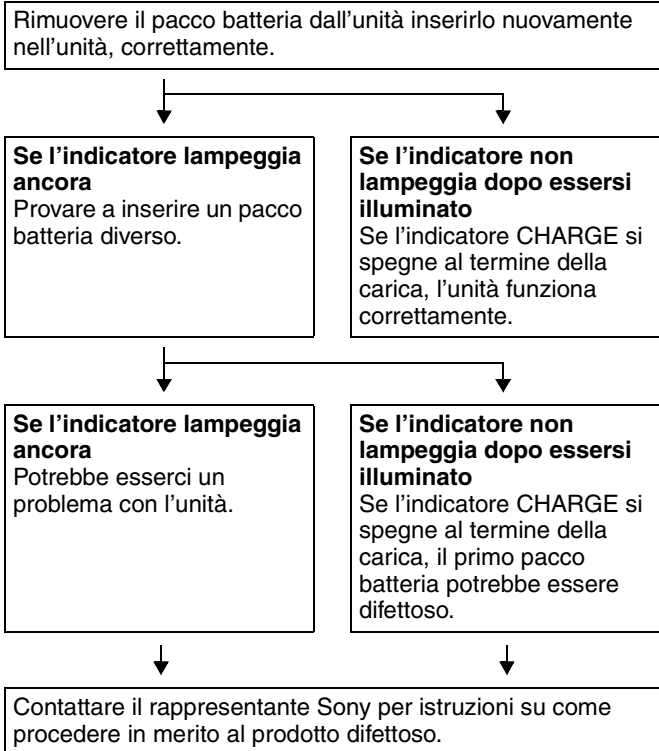 Rimuovere il pacco batteria dall'unità inserirlo nuovamente
nell'unità, correttamente.
Se l'indicatore lampeggia
ancora
Provare a inserire un pacco
batteria diverso.
Se l'indicatore non
lampeggia dopo essersi
illuminato
Se l'indicatore CHARGE si
spegne al termine della
carica, l'unità funziona
correttamente.
Se l'indicatore lampeggia
ancora
Potrebbe esserci un
problema con l'unità.
Se l'indicatore non
lampeggia dopo essersi
illuminato
Se l'indicatore CHARGE si
spegne al termine della
carica, il primo pacco
batteria potrebbe essere
difettoso.
Contattare il rappresentante Sony per istruzioni su come
procedere in merito al prodotto difettoso.